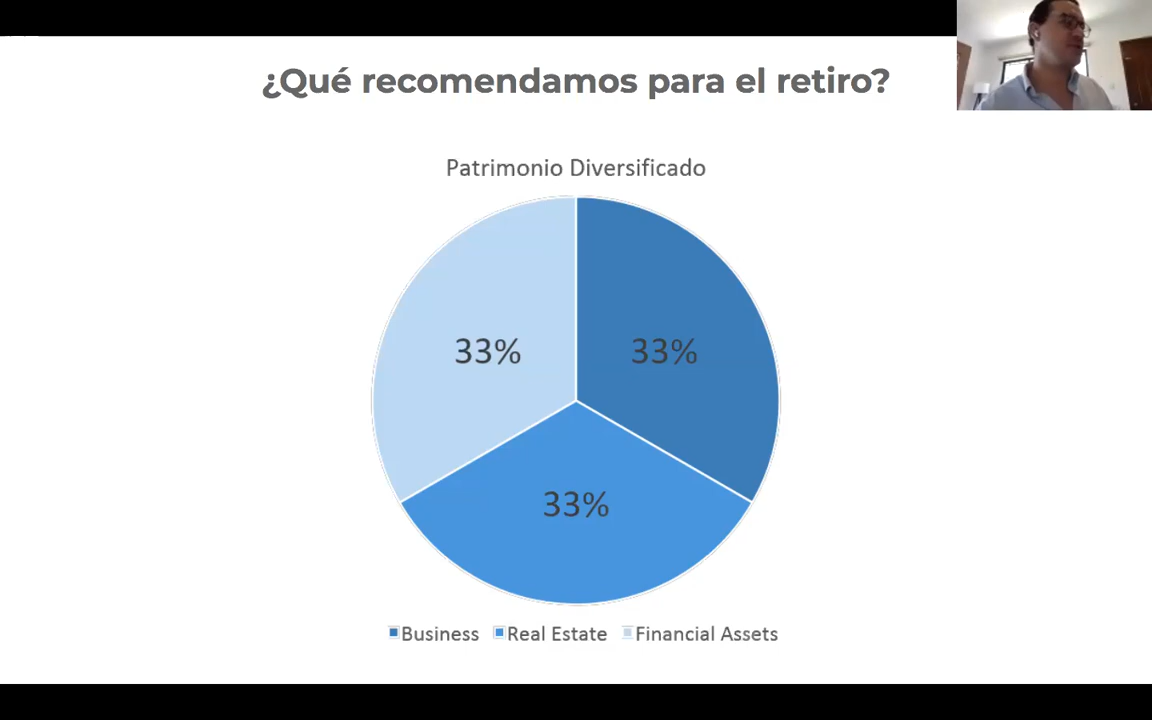 ¿Qué recomendamos para el retiro?
Patrimonio Diversificado
33% 33%
33%
Business Real Estate Financial Assets